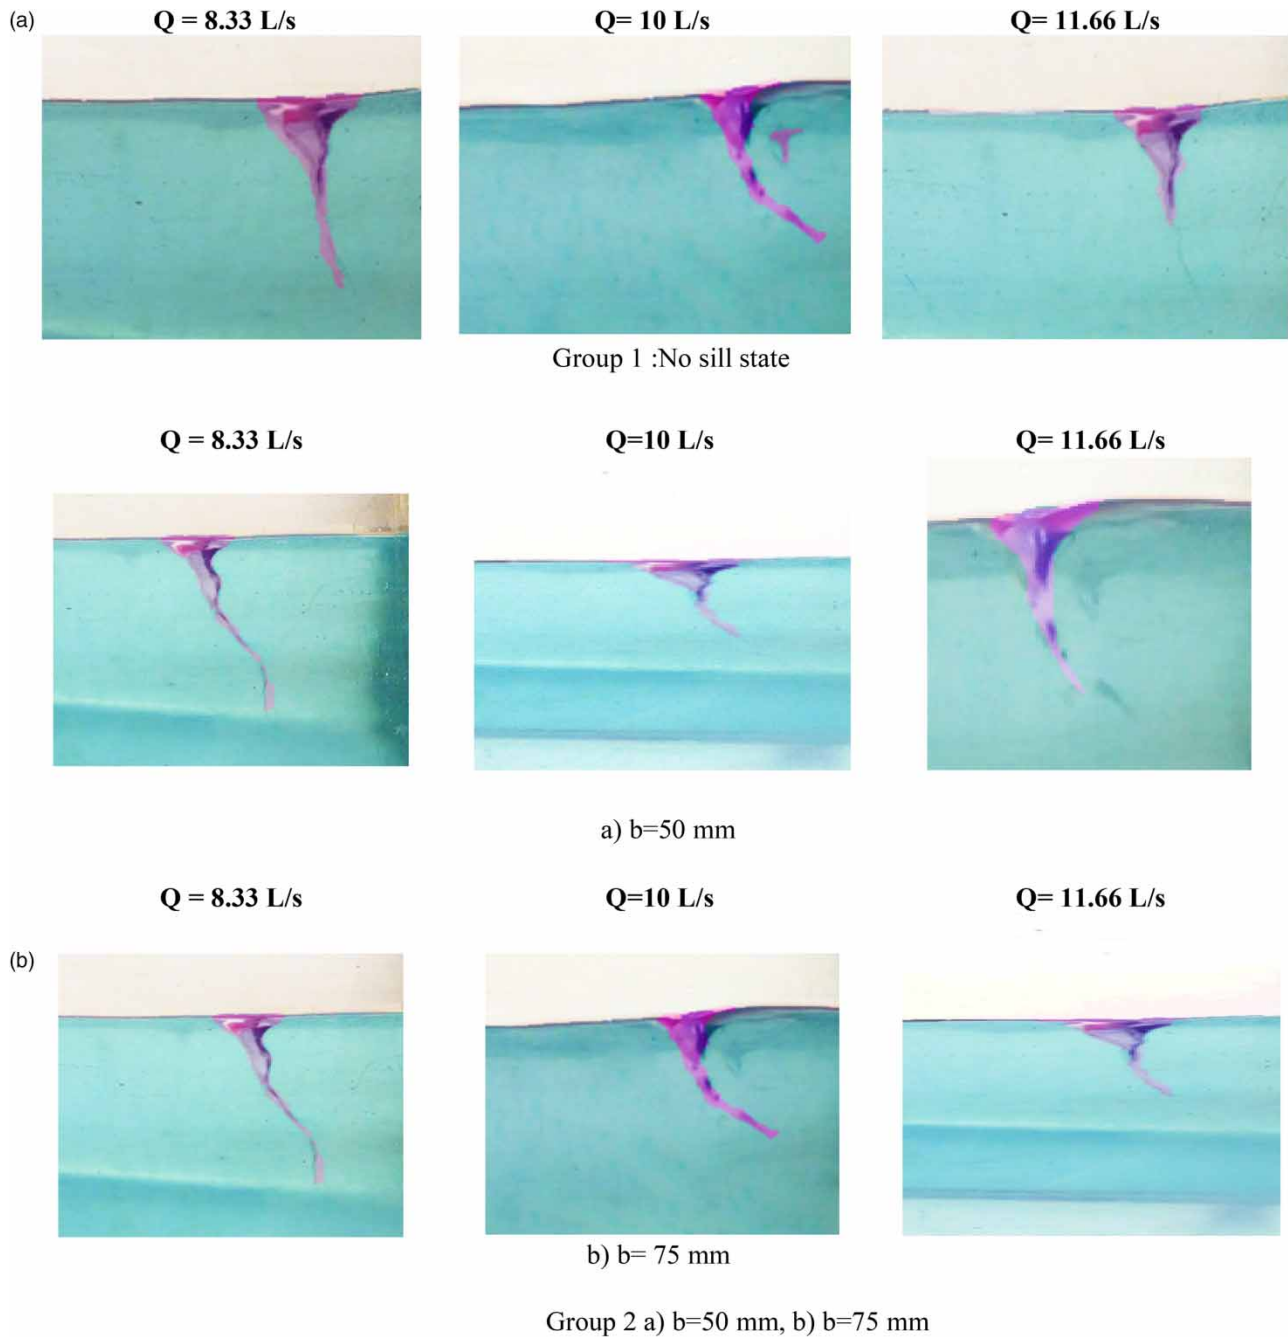 (a)
Q = 8.33 L/s Q= 10 L/s Q= 11.66 L/s
Group 1 :No sill state
Q = 8.33 L/s Q=10 L/s Q= 11.66 L/s
a) b=50 mm
Q = 8.33 L/s Q=10 L/s Q= 11.66 L/s
(b)
b) b= 75 mm
Group 2 a) b=50 mm, b) b=75 mm